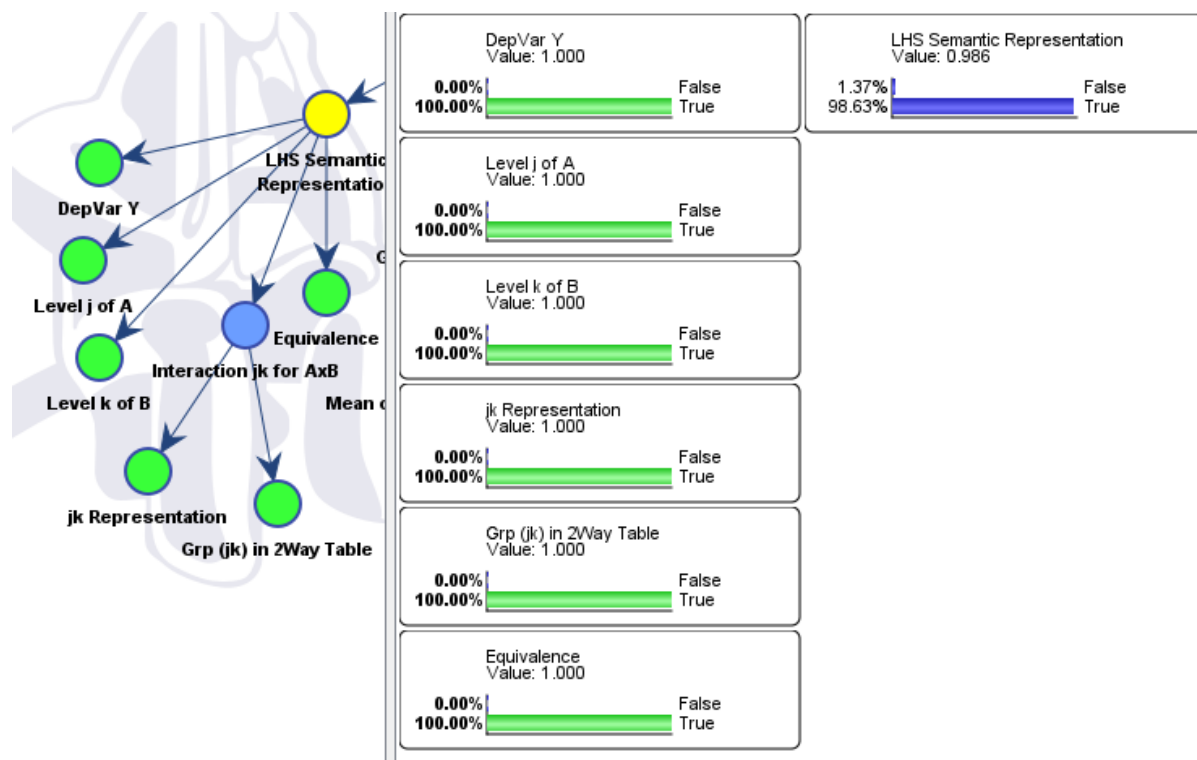 LHS Semantic
Representatio
DepVar Y
Level j of A
Equivalence
Interaction jk for AxB
Level k of B
Mean
jk Representation
Grp (jk) in 2Way Table
DepVar Y
Value: 1.000
0.00% False
100.00% True
Level j of A
Value: 1.000
0.00% False
100.00% True
Level k of B
Value: 1.000
0.00% False
100.00% True
jk Representation
Value: 1.000
0.00% False
100.00% True
Grp (jk) in 2Way Table
Value: 1.000
0.00% False
100.00% True
Equivalence
Value: 1.000
0.00% False
100.00% True
LHS Semantic Representation
Value: 0.986
1.37% False
98.63% True